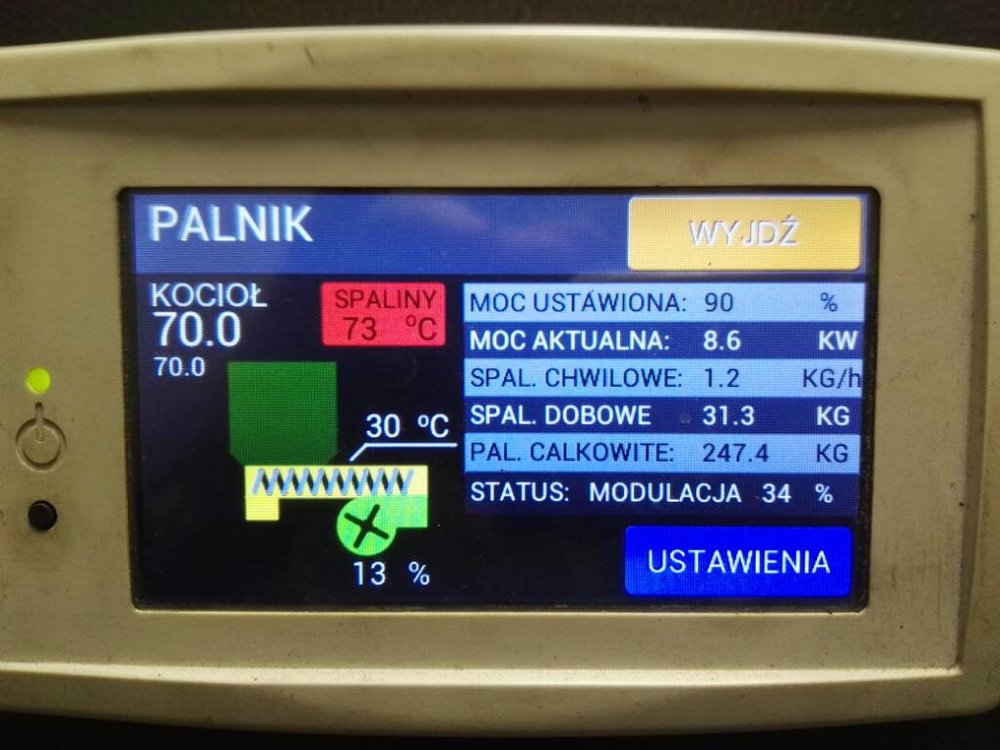 PALNIK
WYJDŹ
KOCIOŁ
70.0
70.0
SPALINY
73 ºC
30 ºC
13 %
MOC USTAWIONA: 90 %
MOC AKTUALNA: 8.6 KW
SPAL. CHWILOWE: 1.2 KG/h
SPAL. DOBOWE 31.3 KG
PAL. CALKOWITE: 247.4 KG
STATUS: MODULACJA 34 %
USTAWIENIA